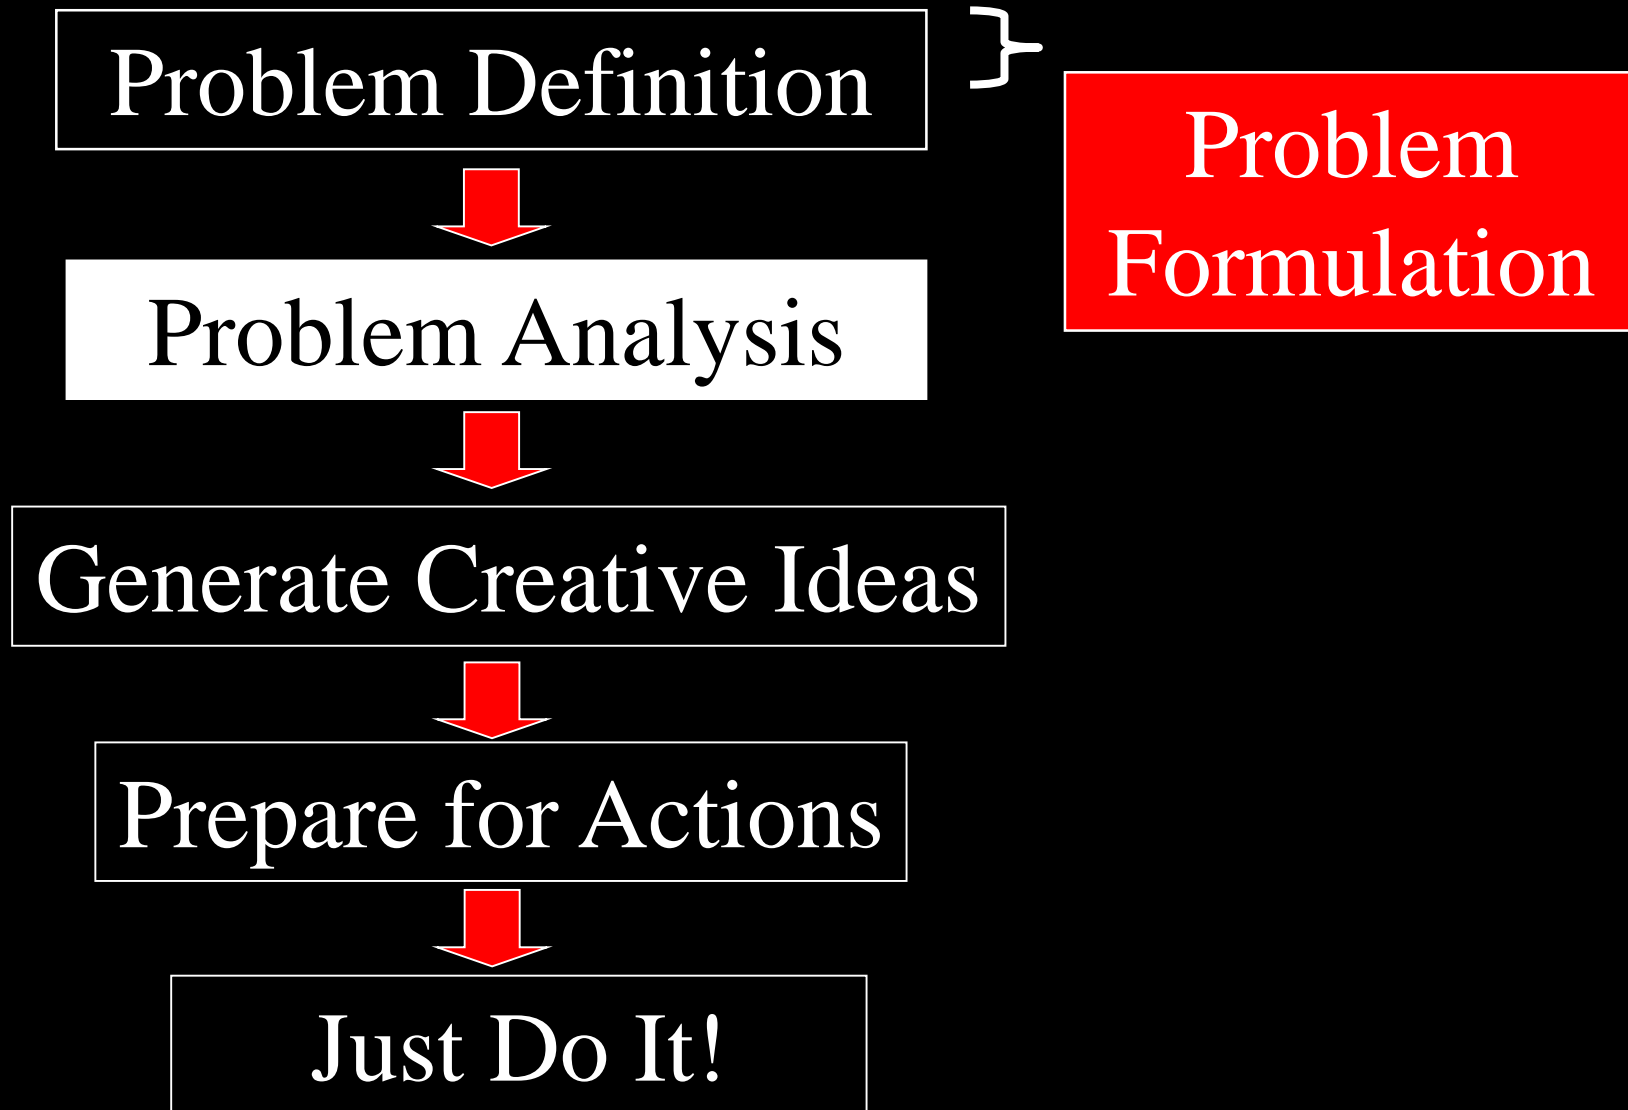 Problem Definition
Problem
Formulation
Problem Analysis
Generate Creative Ideas
Prepare for Actions
Just Do It!